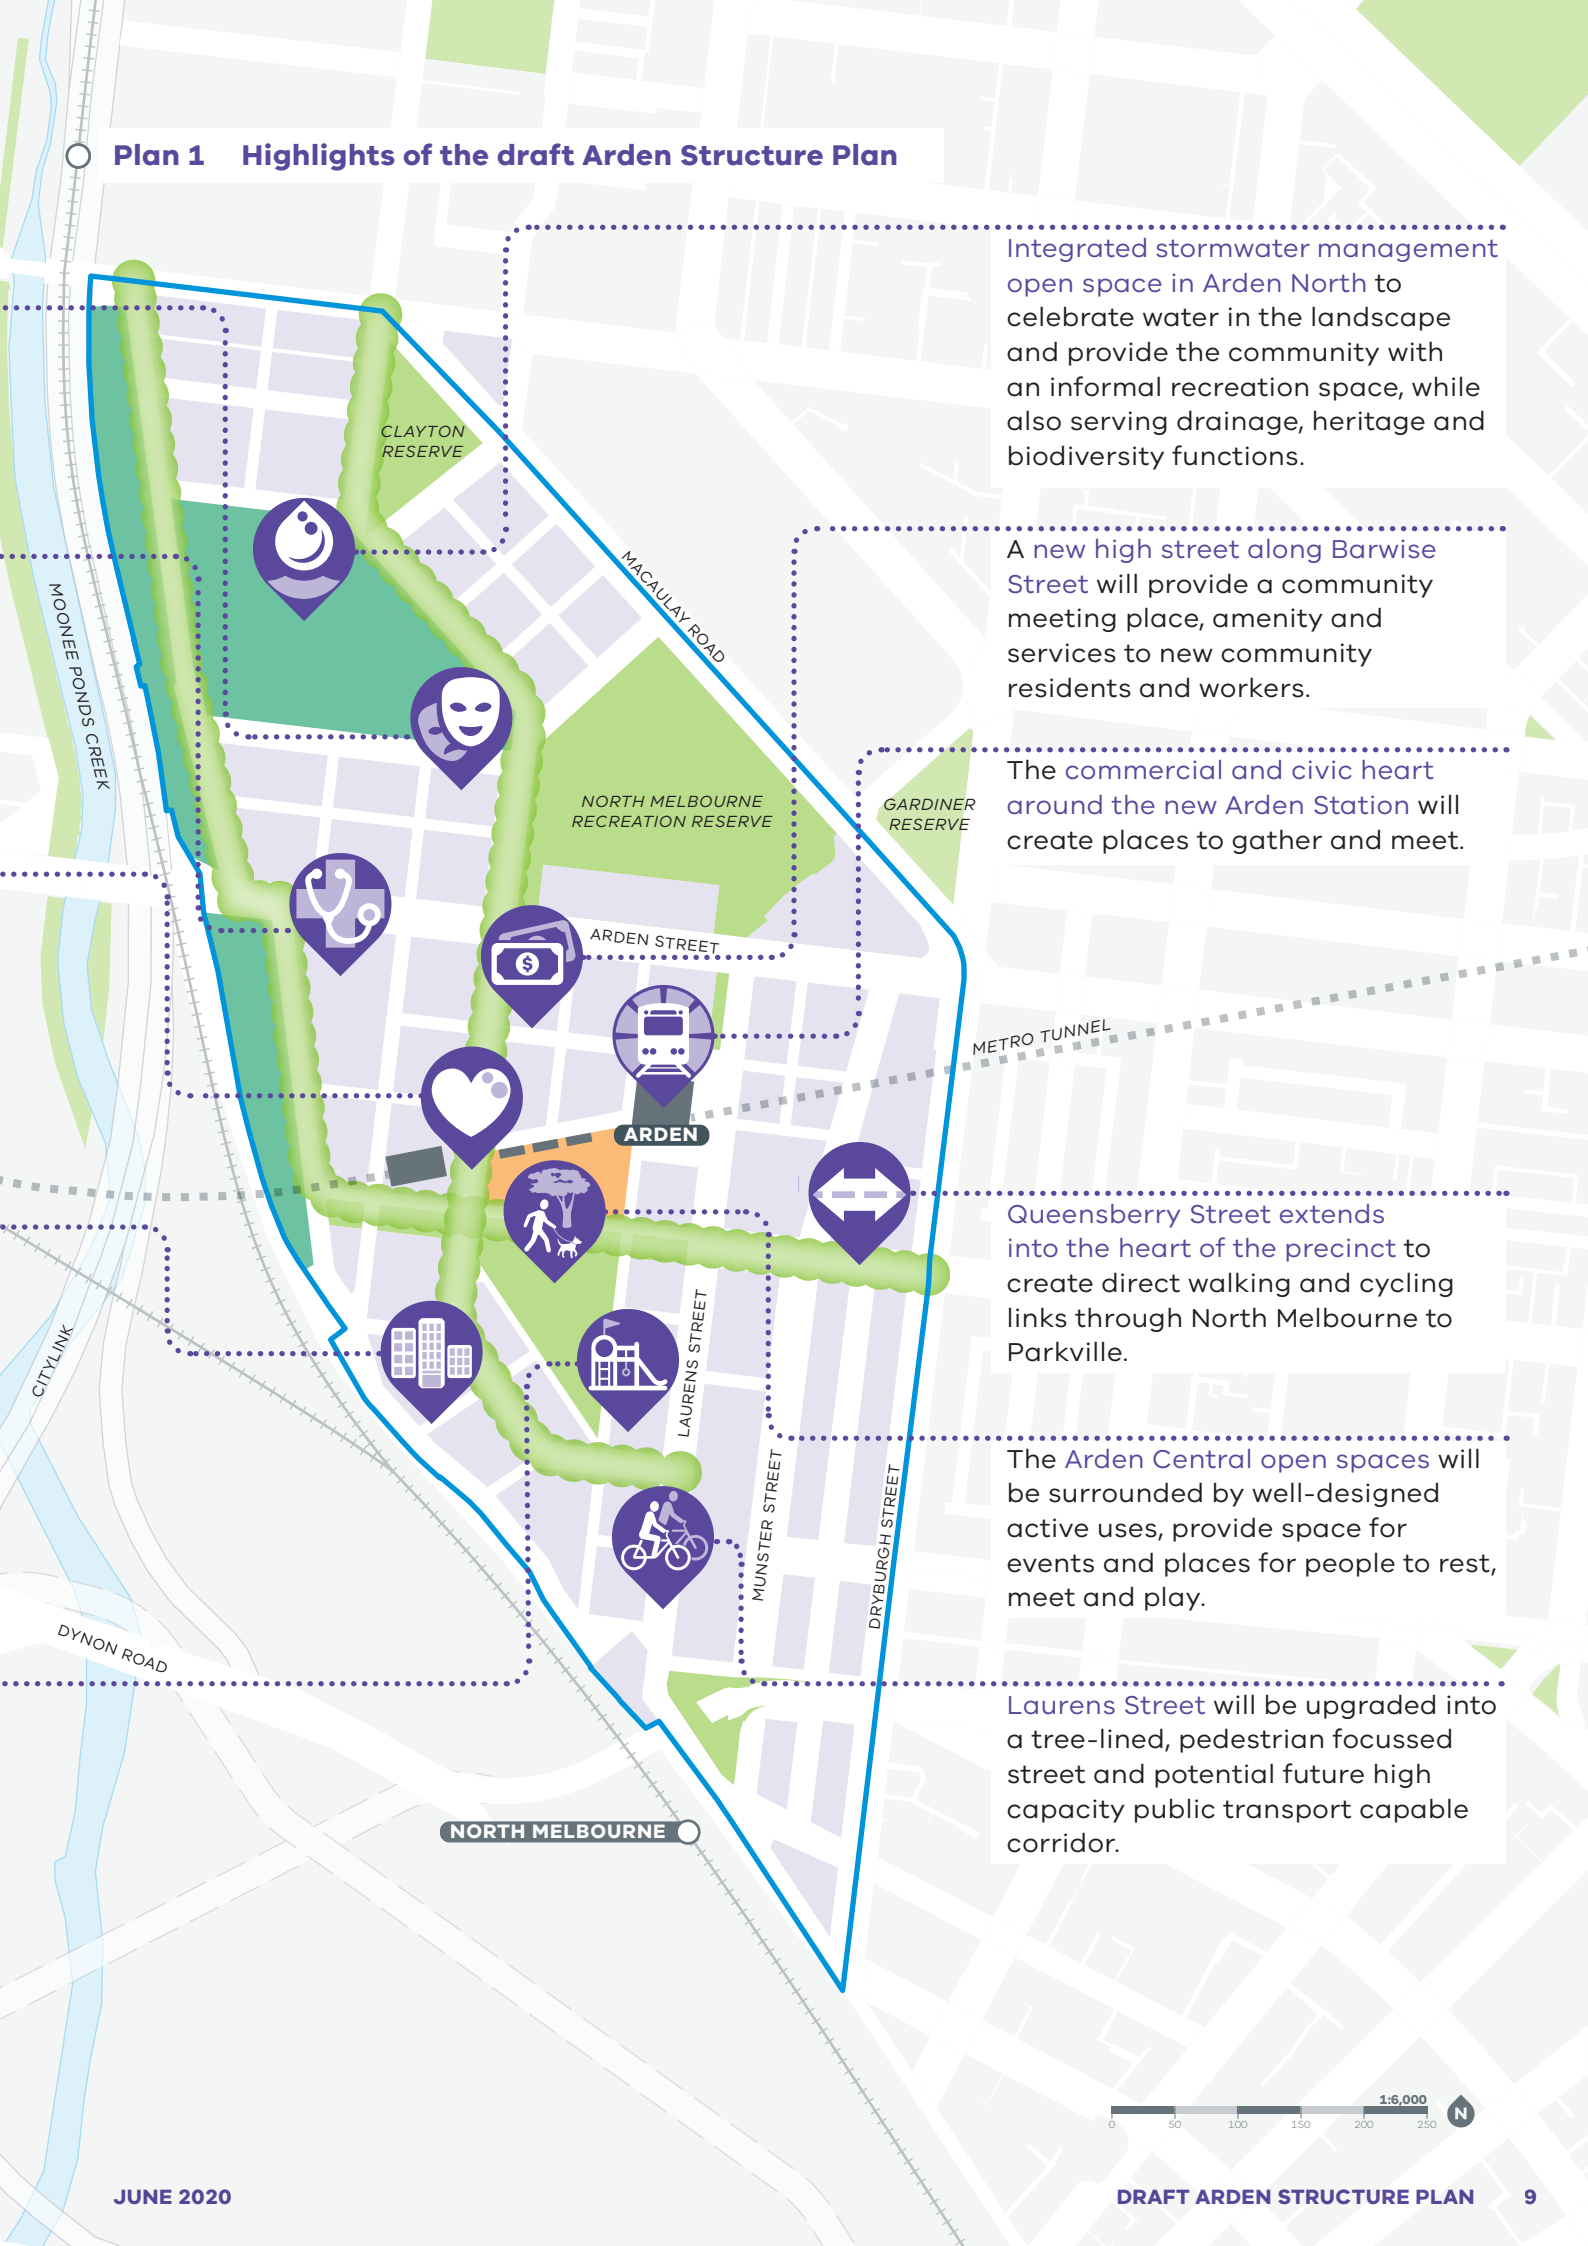 Plan 1 Highlights of the draft Arden Structure Plan
Integrated stormwater management
open space in Arden North to
celebrate water in the landscape
and provide the community with
an informal recreation space, while
also serving drainage, heritage and
biodiversity functions.
A new high street along Barwise
Street will provide a community
meeting place, amenity and
services to new community
residents and workers.
The commercial and civic heart
around the new Arden Station will
create places to gather and meet.
Queensberry Street extends
into the heart of the precinct to
create direct walking and cycling
links through North Melbourne to
Parkville.
The Arden Central open spaces will
be surrounded by well-designed
active uses, provide space for
events and places for people to rest,
meet and play.
Laurens Street will be upgraded into
a tree-lined, pedestrian focussed
street and potential future high
capacity public transport capable
corridor.
CLAYTON
RESERVE
MACAULAY ROAD
MOONEE PONDS CREEK
NORTH MELBOURNE
RECREATION RESERVE
GARDINER
RESERVE
ARDEN STREET
$
METRO TUNNEL
ARDEN
LAURENS STREET
CITYLINK
MUNSTER STREET
DRYBURGH STREET
DYNON ROAD
NORTH MELBOURNE
1:6,000
0 50 100 150 200 250
N
JUNE 2020
DRAFT ARDEN STRUCTURE PLAN 9